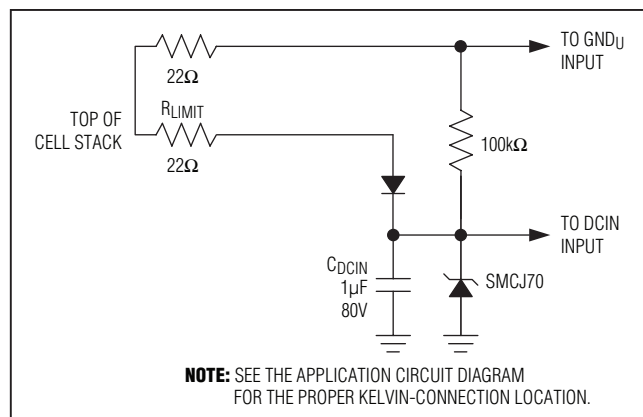 22Ω
TO GNDU
INPUT
TOP OF
CELL STACK
RLIMIT
22Ω
100kΩ
TO DCIN
INPUT
CDCIN
1µF
80V
SMCJ70
NOTE: SEE THE APPLICATION CIRCUIT DIAGRAM
FOR THE PROPER KELVIN-CONNECTION LOCATION.